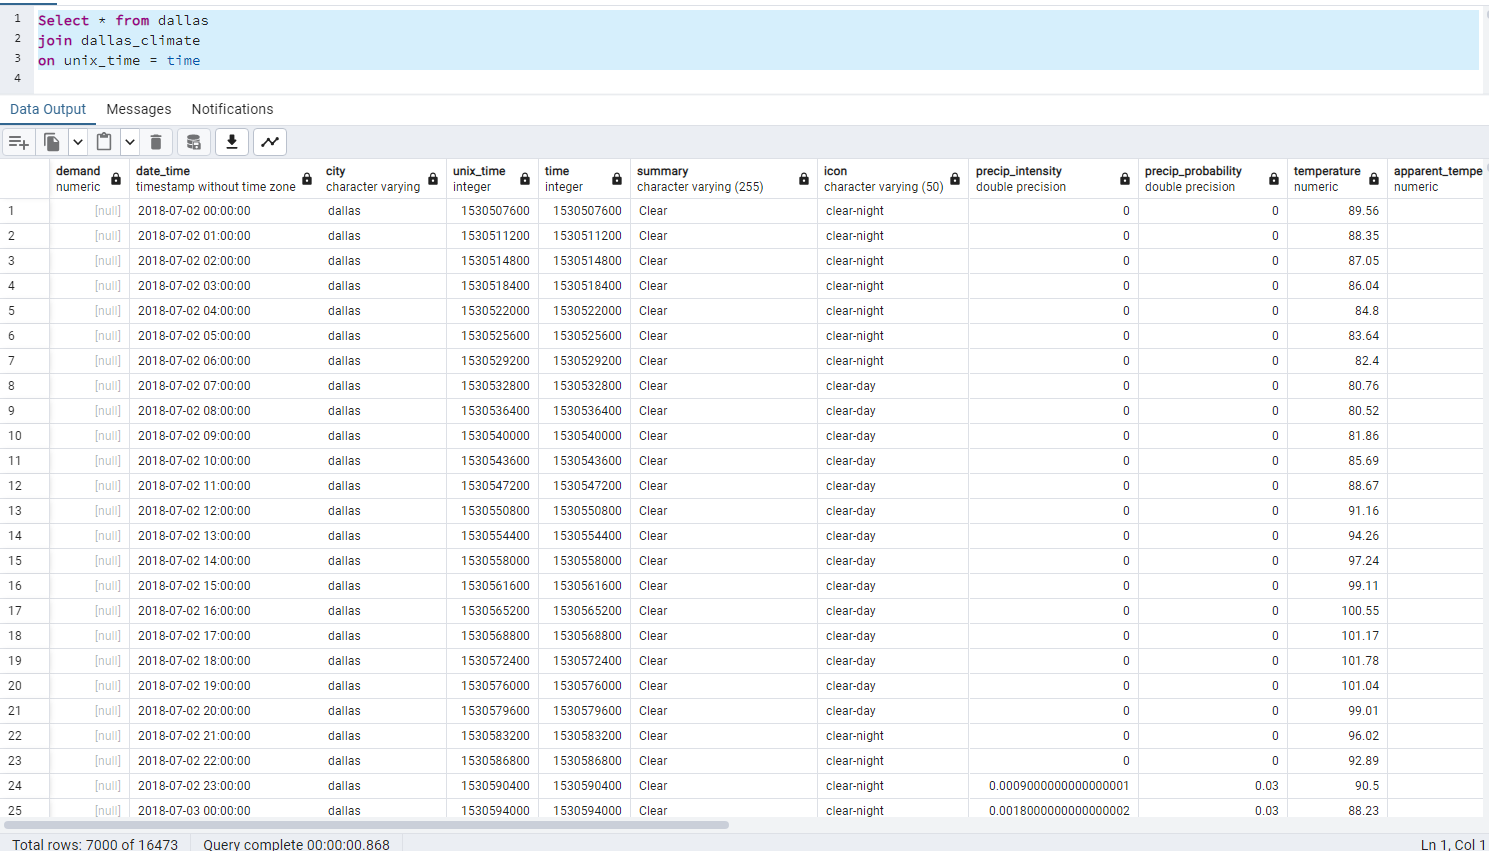 1 Select * from dallas
2 join dallas_climate
3 on unix_time = time
4
Data Output Messages Notifications
demand date_time city unix_time time summary icon precip_intensity precip_probability temperature apparent_tempe
numeric timestamp without time zone character varying integer integer character varying (255) character varying (50) double precision double precision numeric numeric
1 [null] 2018-07-02 00:00:00 dallas 1530507600 1530507600 Clear clear-night 0 0 89.56
2 [null] 2018-07-02 01:00:00 dallas 1530511200 1530511200 Clear clear-night 0 0 88.35
3 [null] 2018-07-02 02:00:00 dallas 1530514800 1530514800 Clear clear-night 0 0 87.05
4 [null] 2018-07-02 03:00:00 dallas 1530518400 1530518400 Clear clear-night 0 0 86.04
5 [null] 2018-07-02 04:00:00 dallas 1530522000 1530522000 Clear clear-night 0 0 84.8
6 [null] 2018-07-02 05:00:00 dallas 1530525600 1530525600 Clear clear-night 0 0 83.64
7 [null] 2018-07-02 06:00:00 dallas 1530529200 1530529200 Clear clear-night 0 0 82.4
8 [null] 2018-07-02 07:00:00 dallas 1530532800 1530532800 Clear clear-day 0 0 80.76
9 [null] 2018-07-02 08:00:00 dallas 1530536400 1530536400 Clear clear-day 0 0 80.52
10 [null] 2018-07-02 09:00:00 dallas 1530540000 1530540000 Clear clear-day 0 0 81.86
11 [null] 2018-07-02 10:00:00 dallas 1530543600 1530543600 Clear clear-day 0 0 85.69
12 [null] 2018-07-02 11:00:00 dallas 1530547200 1530547200 Clear clear-day 0 0 88.67
13 [null] 2018-07-02 12:00:00 dallas 1530550800 1530550800 Clear clear-day 0 0 91.16
14 [null] 2018-07-02 13:00:00 dallas 1530554400 1530554400 Clear clear-day 0 0 94.26
15 [null] 2018-07-02 14:00:00 dallas 1530558000 1530558000 Clear clear-day 0 0 97.24
16 [null] 2018-07-02 15:00:00 dallas 1530561600 1530561600 Clear clear-day 0 0 99.11
17 [null] 2018-07-02 16:00:00 dallas 1530565200 1530565200 Clear clear-day 0 0 100.55
18 [null] 2018-07-02 17:00:00 dallas 1530568800 1530568800 Clear clear-day 0 0 101.17
19 [null] 2018-07-02 18:00:00 dallas 1530572400 1530572400 Clear clear-day 0 0 101.78
20 [null] 2018-07-02 19:00:00 dallas 1530576000 1530576000 Clear clear-day 0 0 101.04
21 [null] 2018-07-02 20:00:00 dallas 1530579600 1530579600 Clear clear-day 0 0 99.01
22 [null] 2018-07-02 21:00:00 dallas 1530583200 1530583200 Clear clear-night 0 0 96.02
23 [null] 2018-07-02 22:00:00 dallas 1530586800 1530586800 Clear clear-night 0 0 92.89
24 [null] 2018-07-02 23:00:00 dallas 1530590400 1530590400 Clear clear-night 0.0009000000000000001 0.03 90.5
25 [null] 2018-07-03 00:00:00 dallas 1530594000 1530594000 Clear clear-night 0.0018000000000000002 0.03 88.23
Total rows: 7000 of 16473 Query complete 00:00:00.868 Ln 1, Col 1